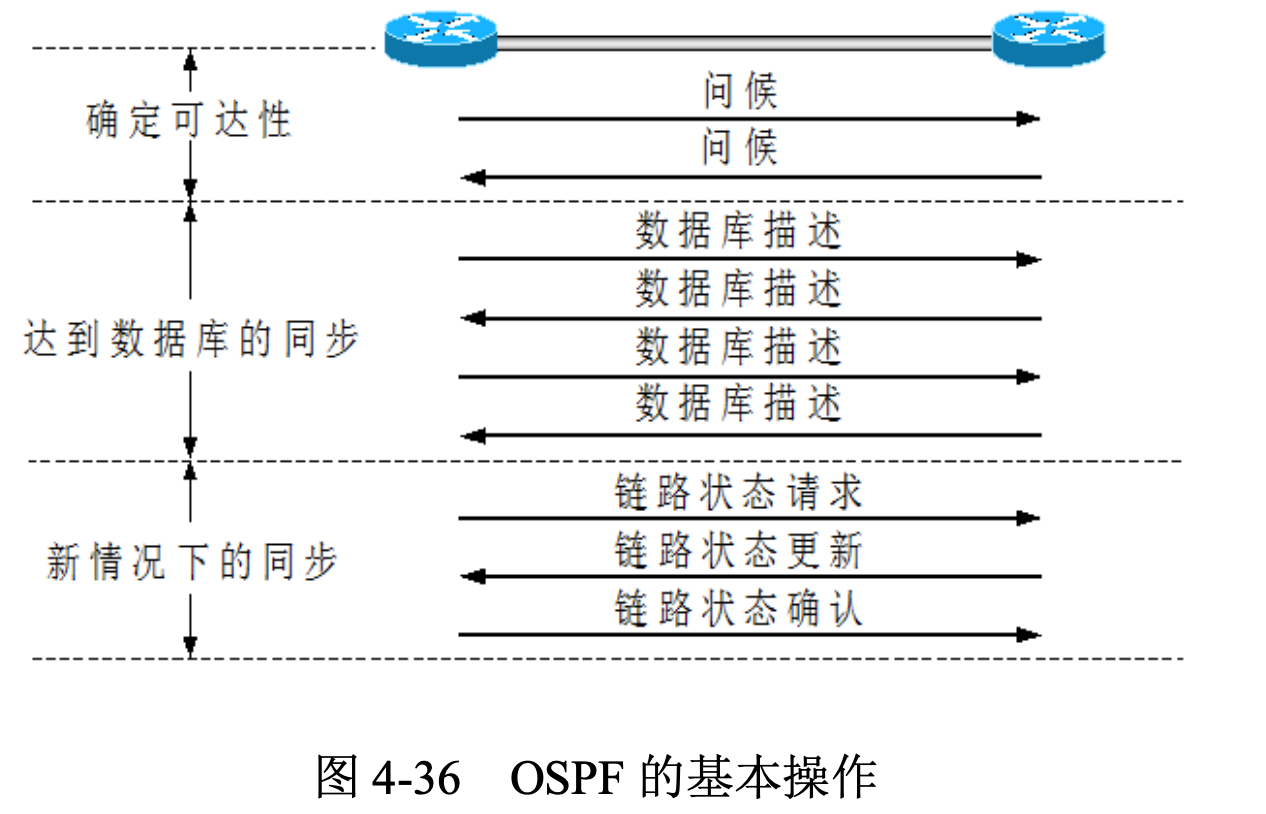 问候
确定可达性
问候
数据库描述
数据库描述
达到数据库的同步
数据库描述
数据库描述
链路状态请求
链路状态更新
新情况下的同步
链路状态确认
图 4-36 OSPF 的基本操作